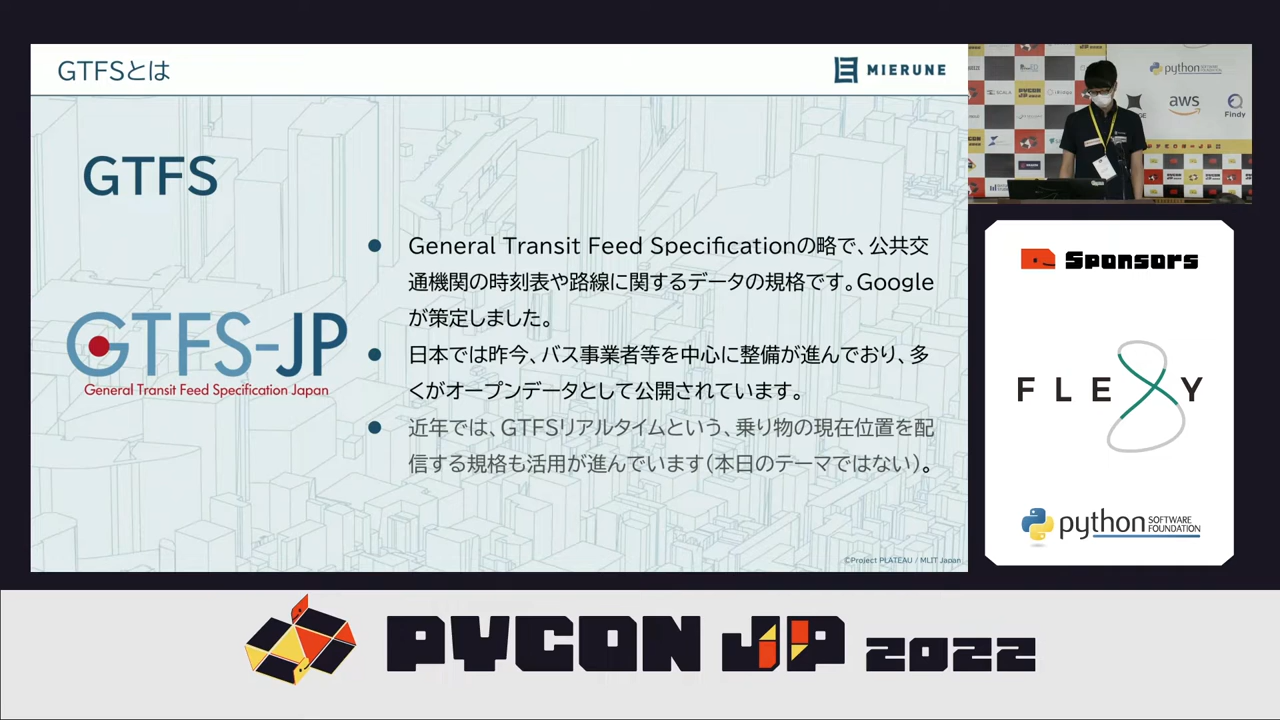 GTFSとは
MIERUNE
GTFS
GTFS-JP
General Transit Feed Specification Japan
● General Transit Feed Specificationの略で、公共交
通機関の時刻表や路線に関するデータの規格です。Google
が策定しました。
● 日本では昨今、バス事業者等を中心に整備が進んでおり、多
くがオープンデータとして公開されています。
● 近年では、GTFSリアルタイムという、乗り物の現在位置を配
信する規格も活用が進んでいます(本日のテーマではない)。
©Project PLATEAU / MLIT Japan
python
aws
Findy
Sponsors
FLEXY
python SOFTWARE
FOUNDATION
PYCON JP 2022